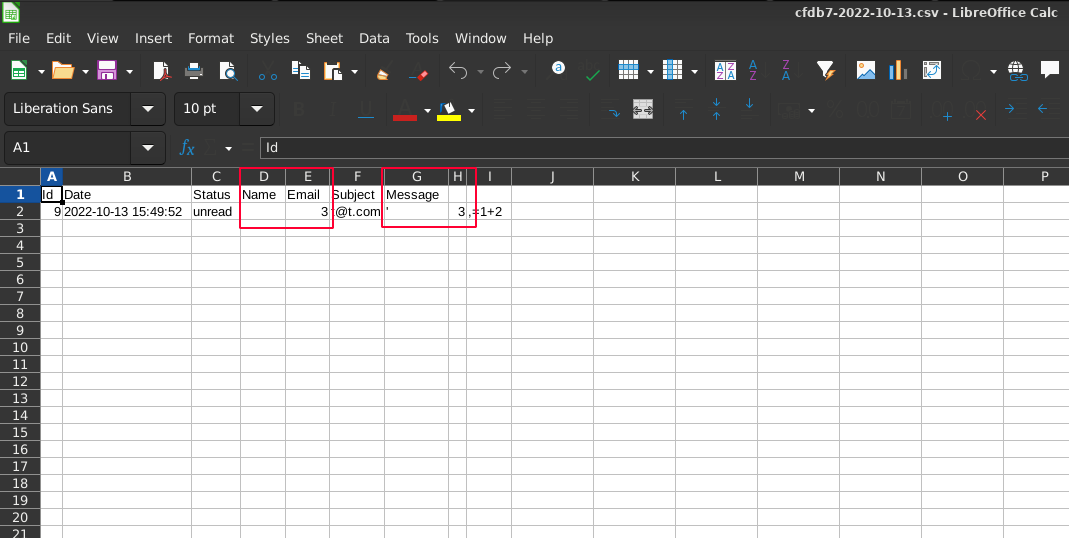 cfdb7-2022-10-13.csv - LibreOffice Calc
File Edit View Insert Format Styles Sheet Data Tools Window Help
Liberation Sans 10 pt
A1 fx Σ Id
A B C D E F G H I J K L M N O P
1 Id Date Status Name Email Subject Message
2 9 2022-10-13 15:49:52 unread 3 t@t.com ' 3 ,=1+2
3
4
5
6
7
8
9
10
11
12
13
14
15
16
17
18
19
20
21